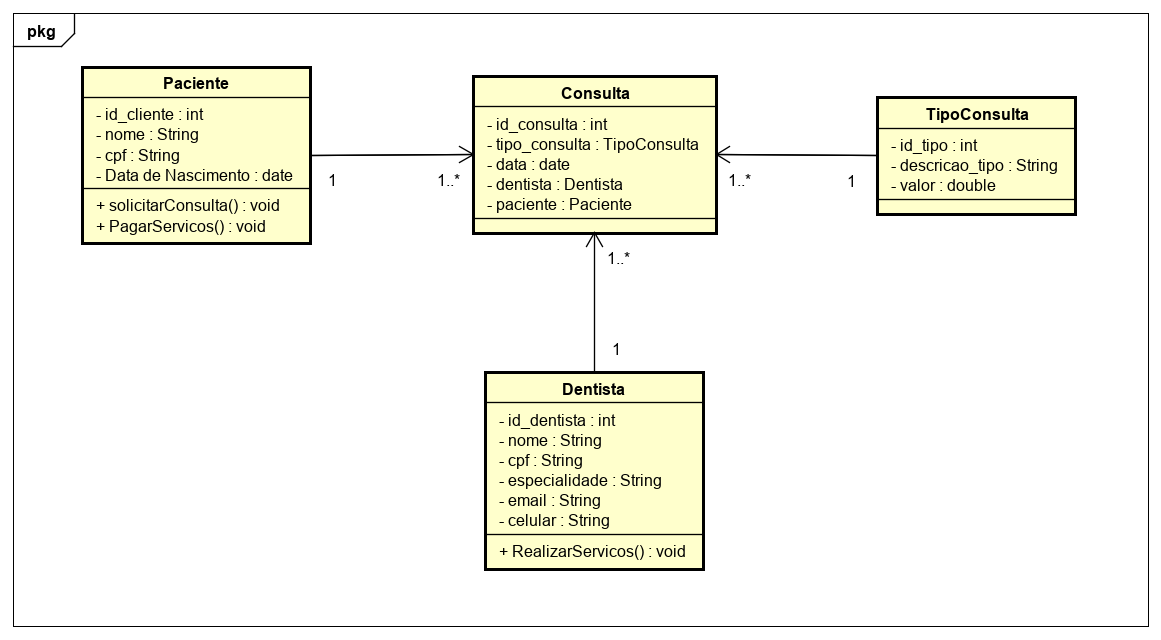 pkg
Paciente
- id_cliente : int
- nome : String
- cpf : String
- Data de Nascimento : date
+ solicitarConsulta() : void
+ PagarServicos() : void
1
1..*
Consulta
- id_consulta : int
- tipo_consulta : TipoConsulta
- data : date
- dentista : Dentista
- paciente : Paciente
1..*
1
TipoConsulta
- id_tipo : int
- descricao_tipo : String
- valor : double
1..*
1
Dentista
- id_dentista : int
- nome : String
- cpf : String
- especialidade : String
- email : String
- celular : String
+ RealizarServicos() : void